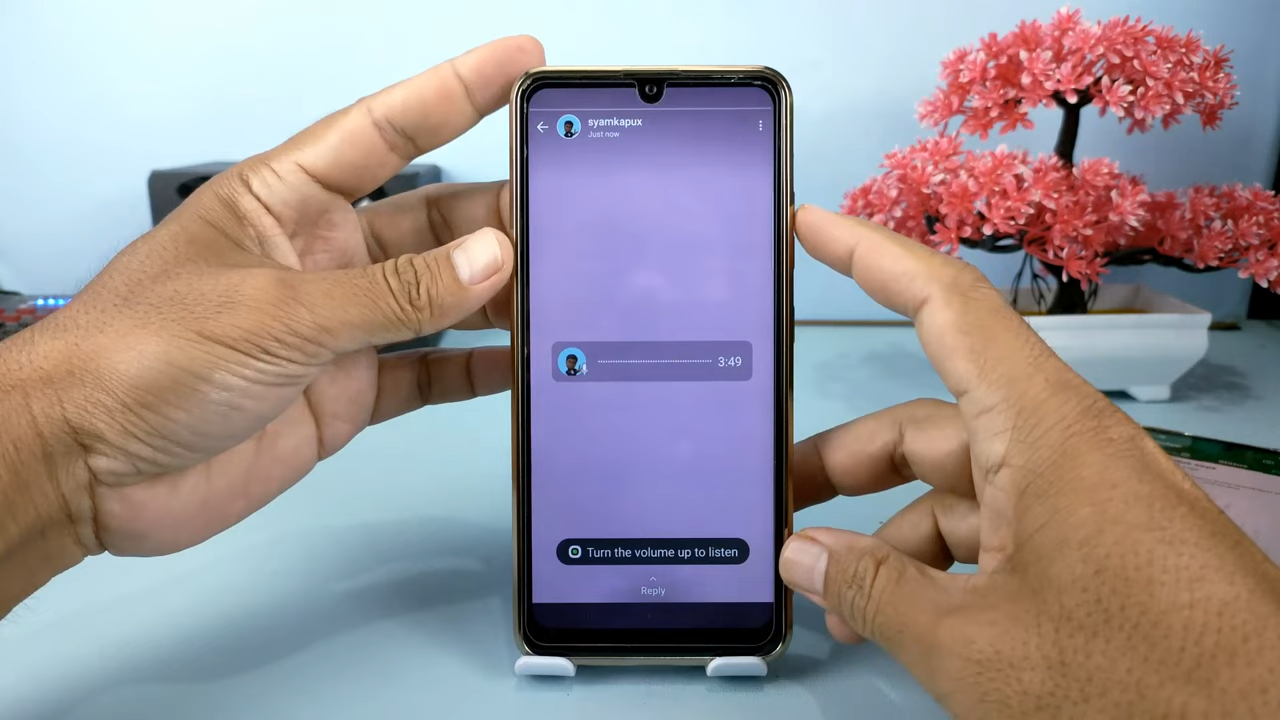 syamkapux
Just now
3:49
Turn the volume up to listen
Reply